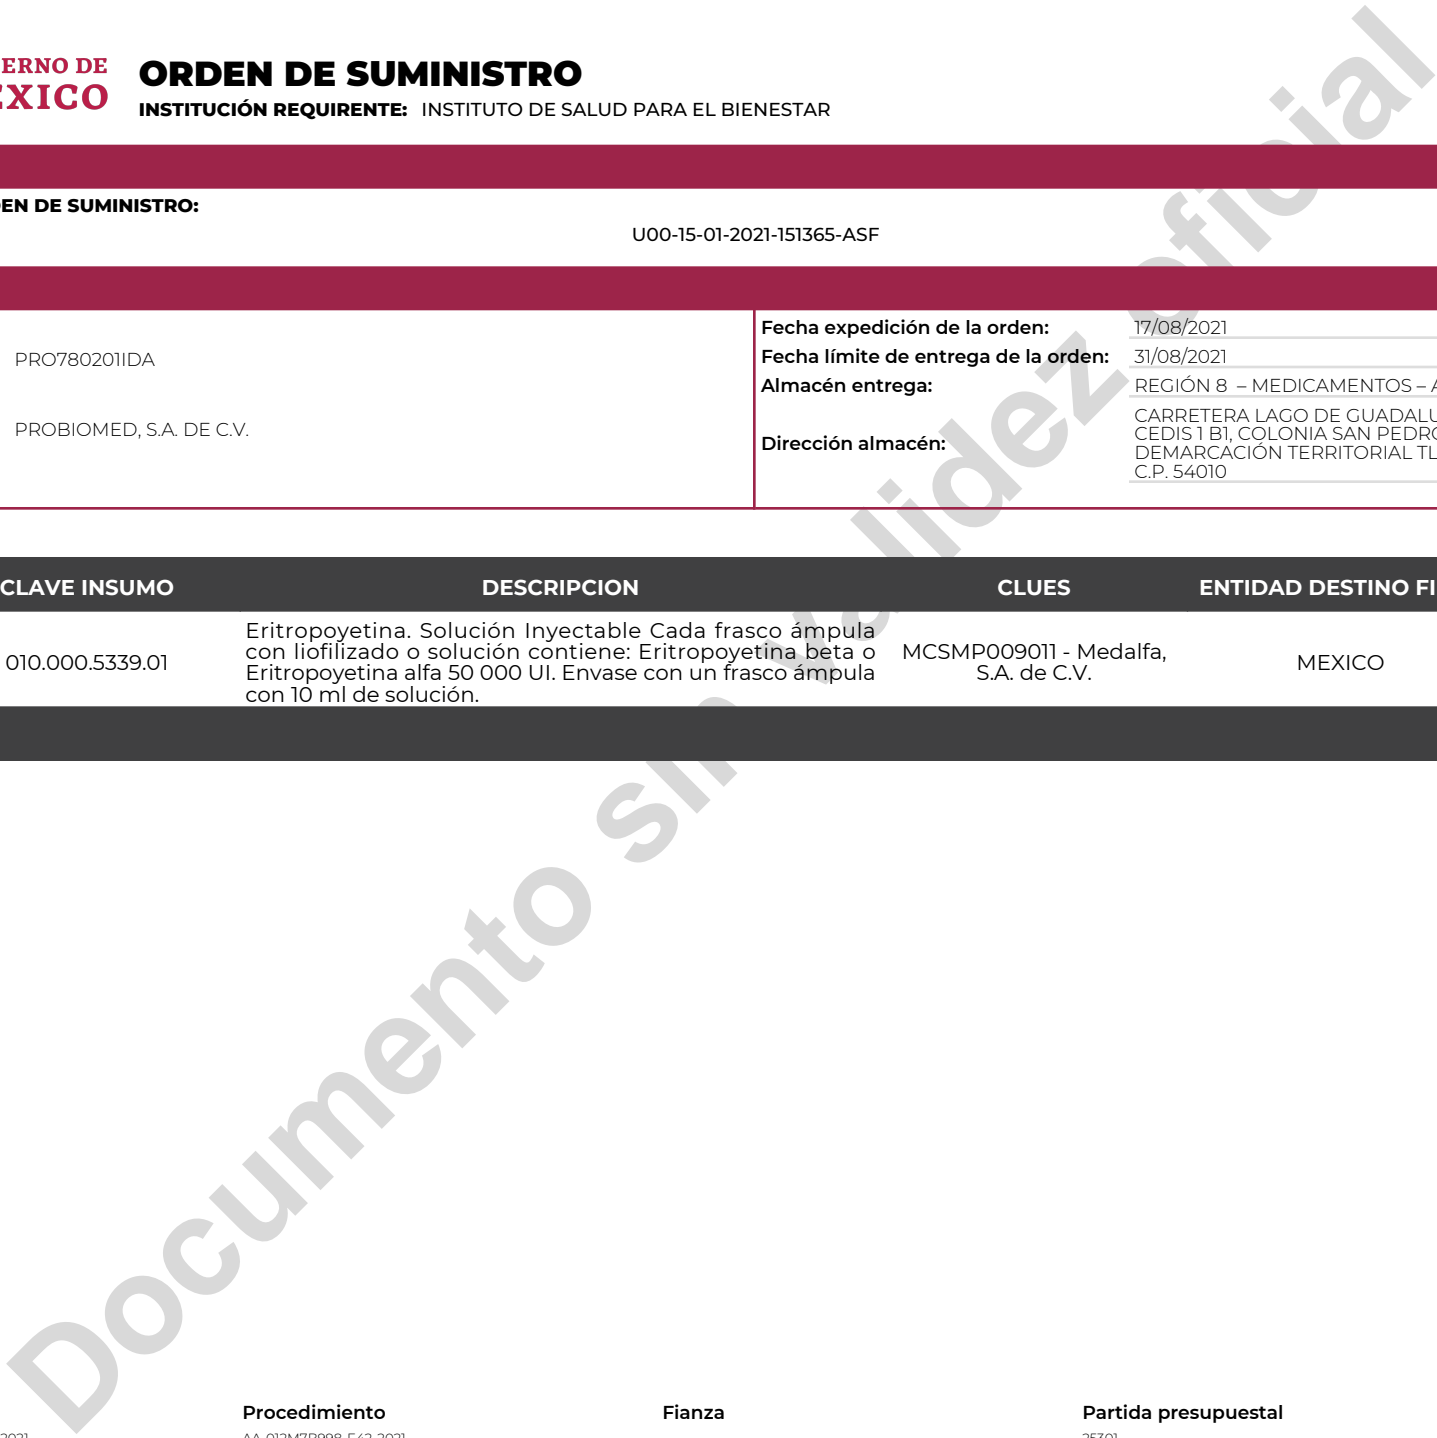 ERNO DE
EXICO
ORDEN DE SUMINISTRO
INSTITUCIÓN REQUIRENTE: INSTITUTO DE SALUD PARA EL BIENESTAR
EN DE SUMINISTRO:
U00-15-01-2021-151365-ASF
PRO780201IDA
PROBIOMED, S.A. DE C.V.
Fecha expedición de la orden: 17/08/2021
Fecha límite de entrega de la orden: 31/08/2021
Almacén entrega: REGIÓN 8 – MEDICAMENTOS – A
Dirección almacén: CARRETERA LAGO DE GUADALU
CEDIS 1 B1, COLONIA SAN PEDRO
DEMARCACIÓN TERRITORIAL TL
C.P. 54010
CLAVE INSUMO DESCRIPCION CLUES ENTIDAD DESTINO FI
010.000.5339.01
Eritropoyetina. Solución Inyectable Cada frasco ámpula
con liofilizado o solución contiene: Eritropoyetina beta o
Eritropoyetina alfa 50 000 UI. Envase con un frasco ámpula
con 10 ml de solución.
MCSMP009011 - Medalfa,
S.A. de C.V.
MEXICO
Documento sin validez oficial
Procedimiento Fianza Partida presupuestal